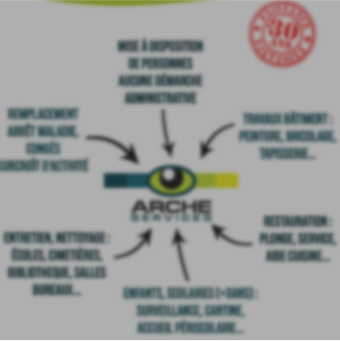 MISE À DISPOSITION
DE PERSONNES
AUCUNE DÉMARCHE
ADMINISTRATIVE
30
REMPLACEMENT
ARRÊT MALADIE,
CONGÉS
SURCROÎT D'ACTIVITÉ
TRAVAUX BÂTIMENT :
PEINTURE, BRICOLAGE,
TAPISSERIE...
ARCHE
SERVICES
ENTRETIEN, NETTOYAGE :
ÉCOLES, CIMETIÈRES,
BIBLIOTHEQUE, SALLES
BUREAUX...
RESTAURATION :
PLONGE, SERVICE,
AIDE CUISINE...
ENFANTS, SCOLAIRES (+3ANS) :
SURVEILLANCE, CANTINE,
ACCUEIL PÉRISCOLAIRE...